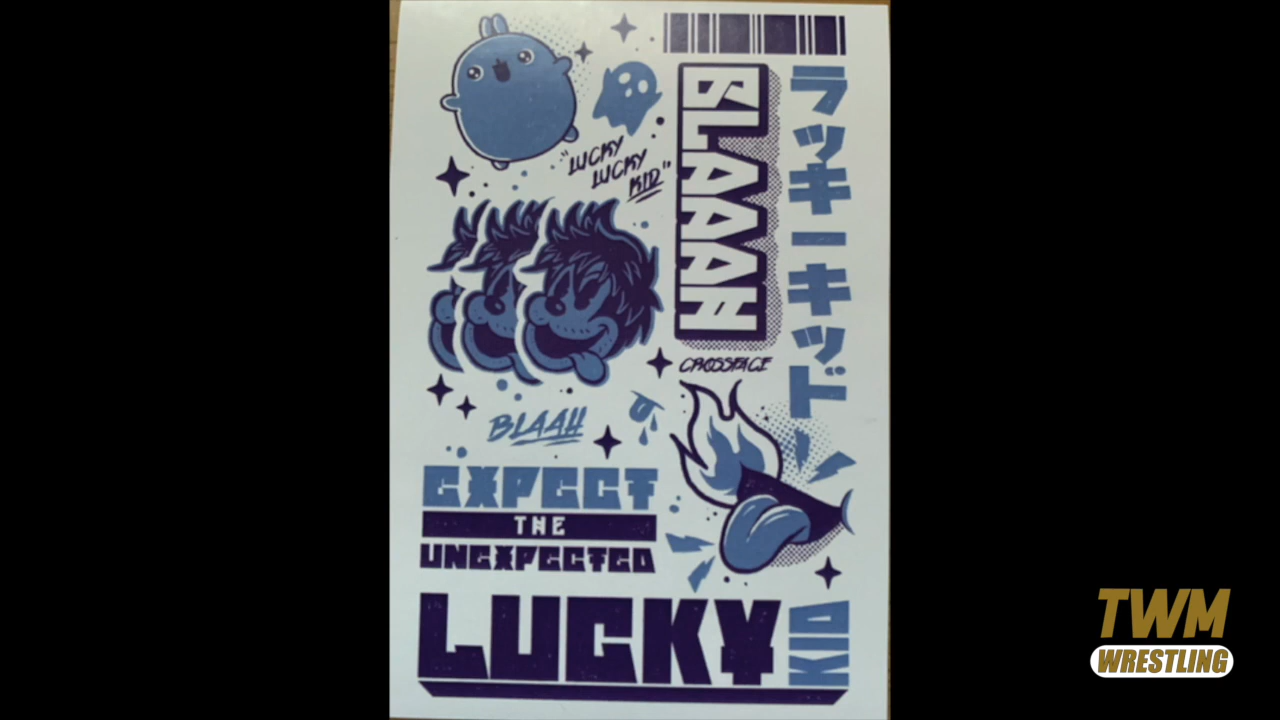 "LUCKY
LUCKY
KID"
BLAAAH
ラッキーキッド
CROSSFACE
BLAAH
EXPECT
THE
UNEXPECTED
LUCKY
KID
TWM
WRESTLING